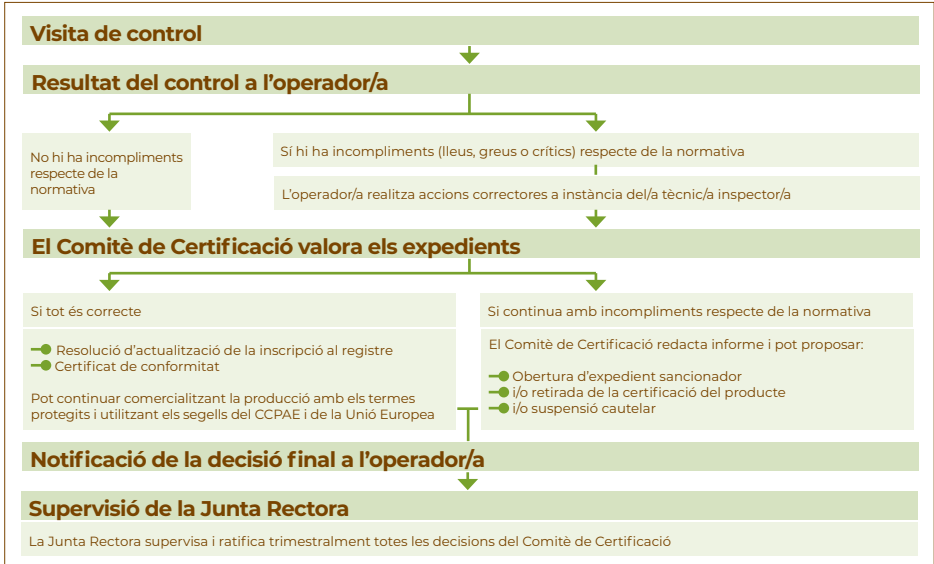 Visita de control
Resultat del control a l'operador/a
No hi ha incompliments
respecte de la
normativa
Sí hi ha incompliments (lleus, greus o crítics) respecte de la normativa
L'operador/a realitza accions correctores a instància del/a tècnic/a inspector/a
El Comitè de Certificació valora els expedients
Si tot és correcte
Resolució d'actualització de la inscripció al registre
Certificat de conformitat
Pot continuar comercialitzant la producció amb els termes
protegits i utilitzant els segells del CCPAE i de la Unió Europea
Si continua amb incompliments respecte de la normativa
El Comitè de Certificació redacta informe i pot proposar:
Obertura d'expedient sancionador
i/o retirada de la certificació del producte
i/o suspensió cautelar
Notificació de la decisió final a l'operador/a
Supervisió de la Junta Rectora
La Junta Rectora supervisa i ratifica trimestralment totes les decisions del Comitè de Certificació